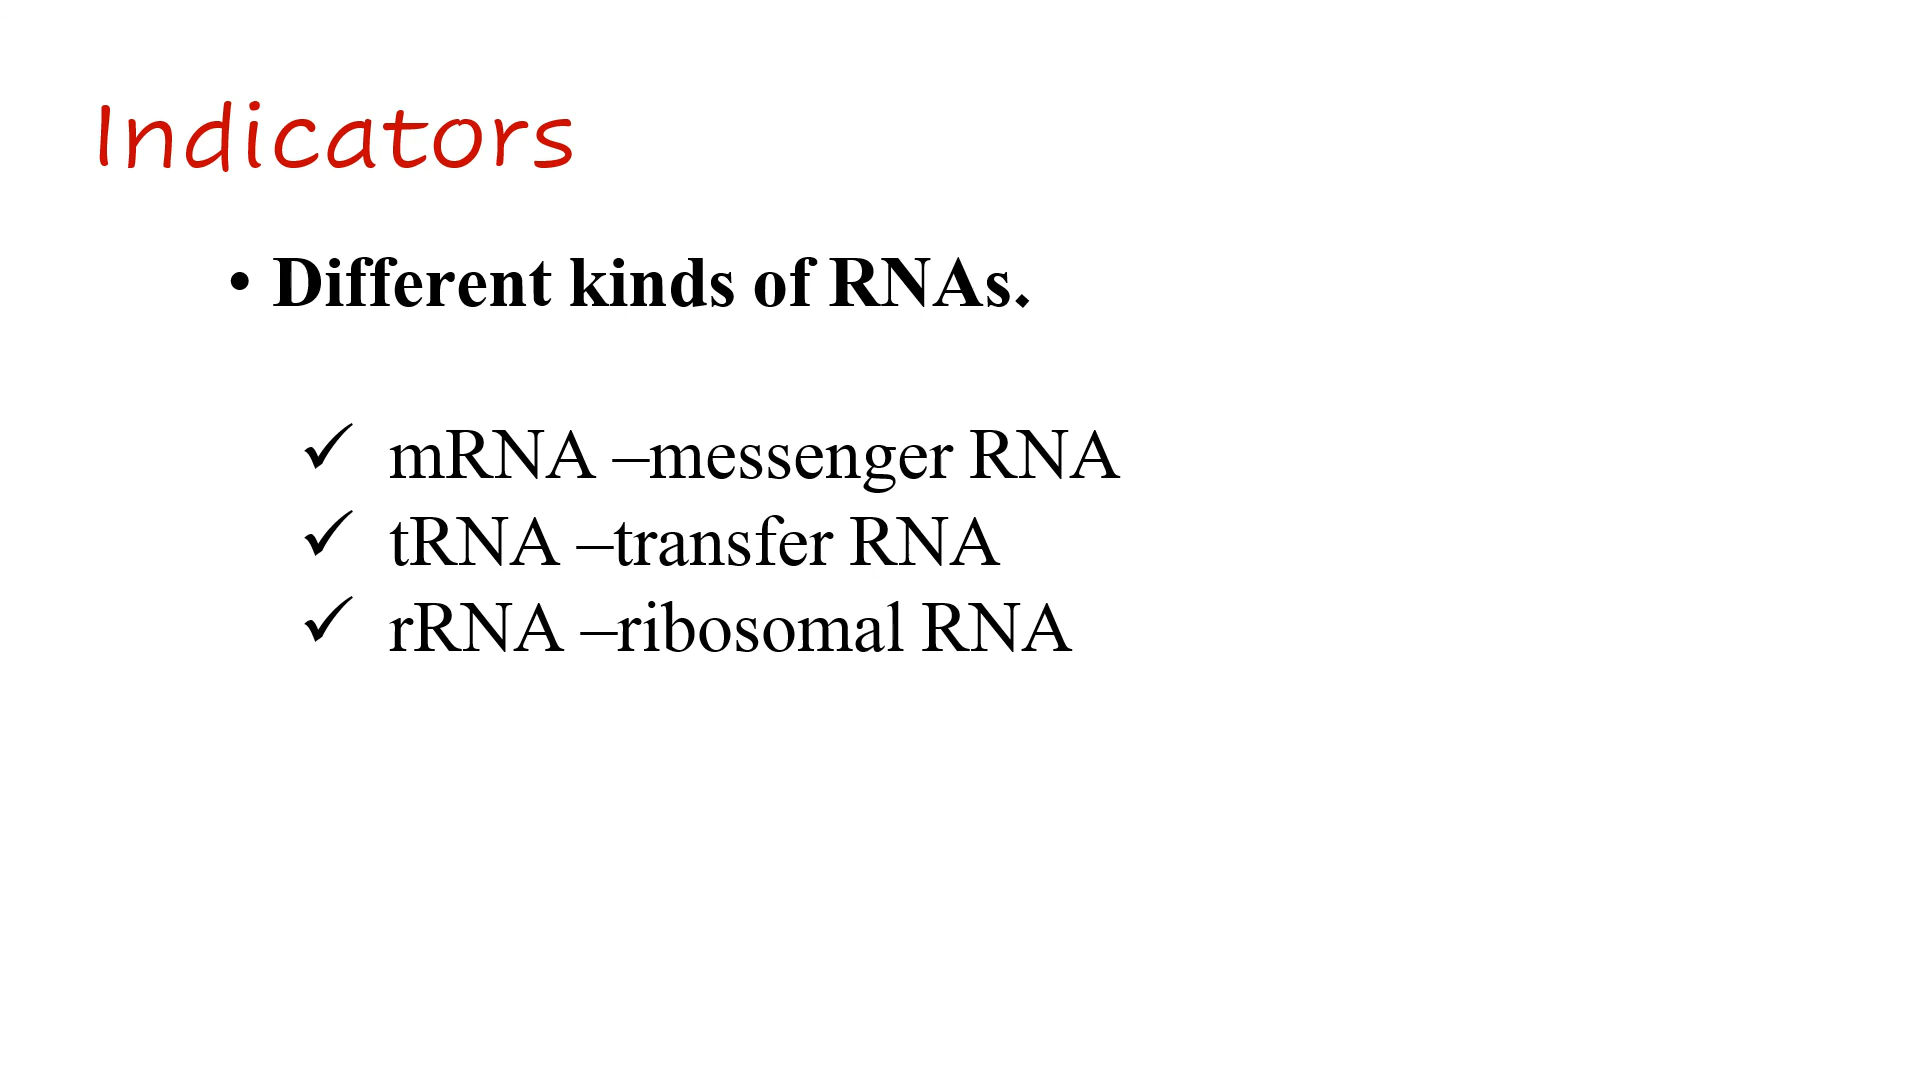 Indicators
• Different kinds of RNAs.
✓ mRNA –messenger RNA
✓ tRNA –transfer RNA
✓ rRNA –ribosomal RNA